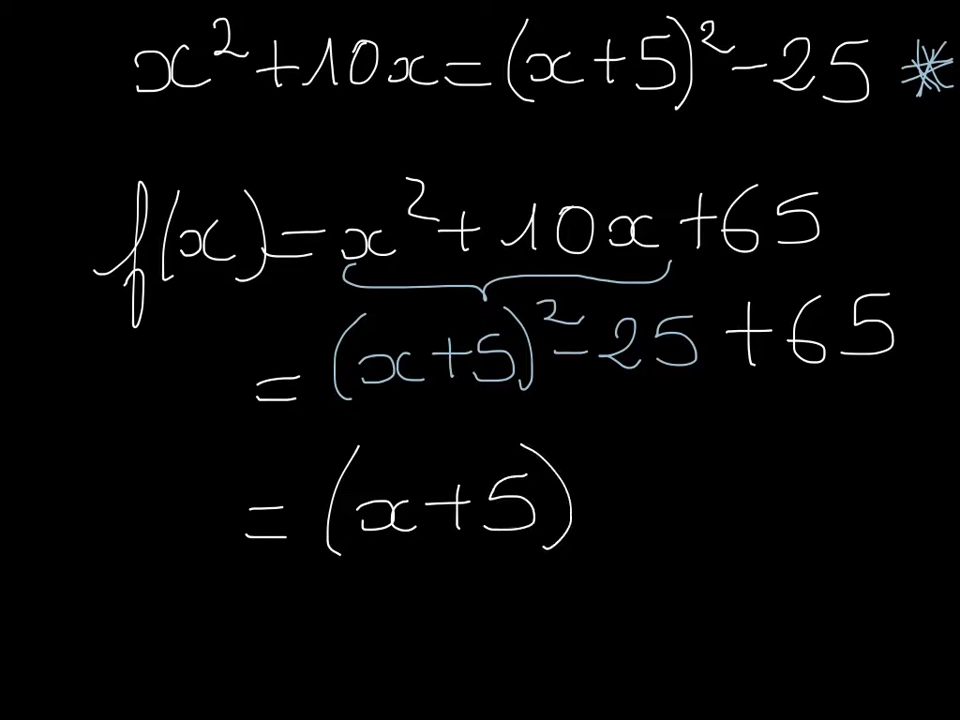 x²+10x=(x+5)²-25 *
f(x)=x²+10x+65
=(x+5)²-25+65
=(x+5)